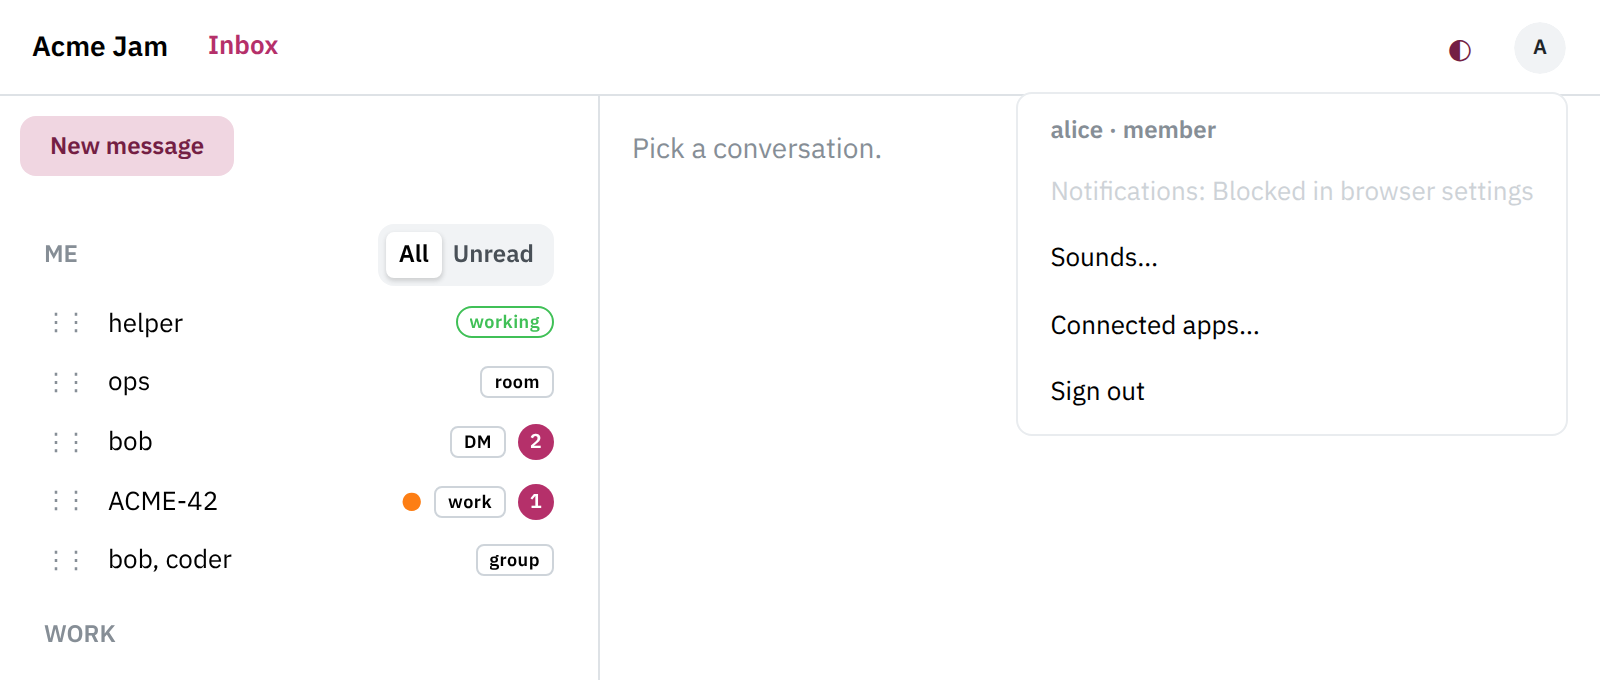 Acme Jam Inbox A
New message
Pick a conversation.
alice · member
Notifications: Blocked in browser settings
Sounds...
Connected apps...
Sign out
ME All Unread
helper working
ops room
bob DM 2
ACME-42 work 1
bob, coder group
WORK